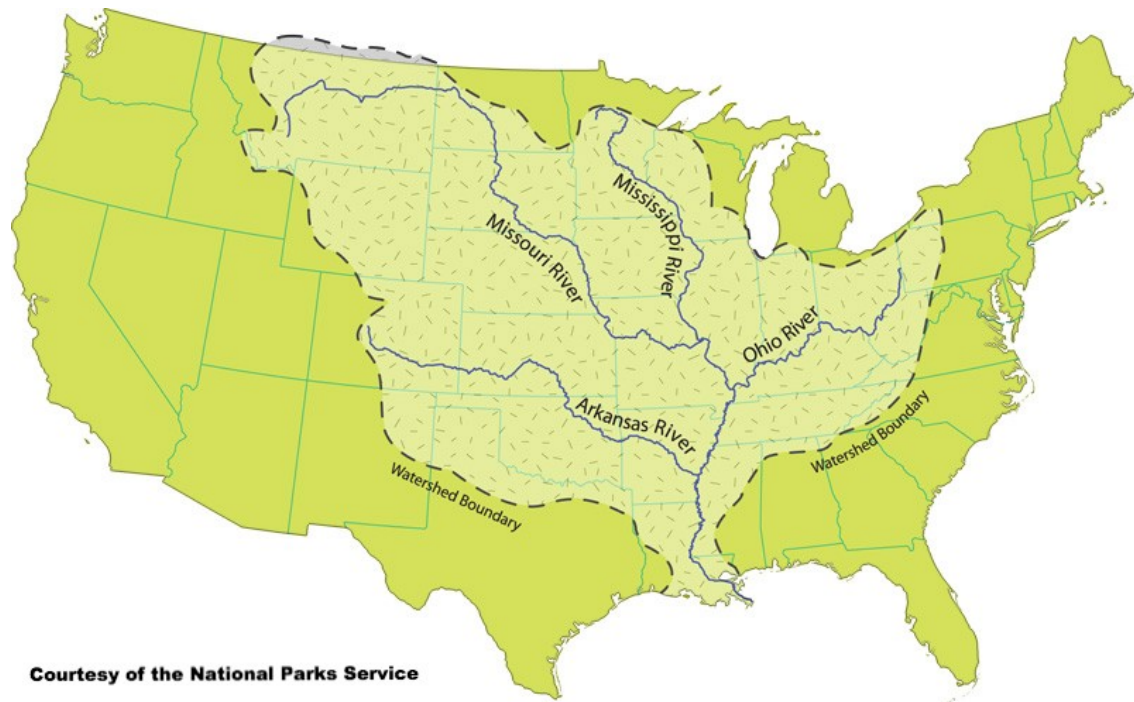 Mississippi River
Missouri River
Ohio River
Arkansas River
Watershed Boundary
Watershed Boundary
Courtesy of the National Parks Service